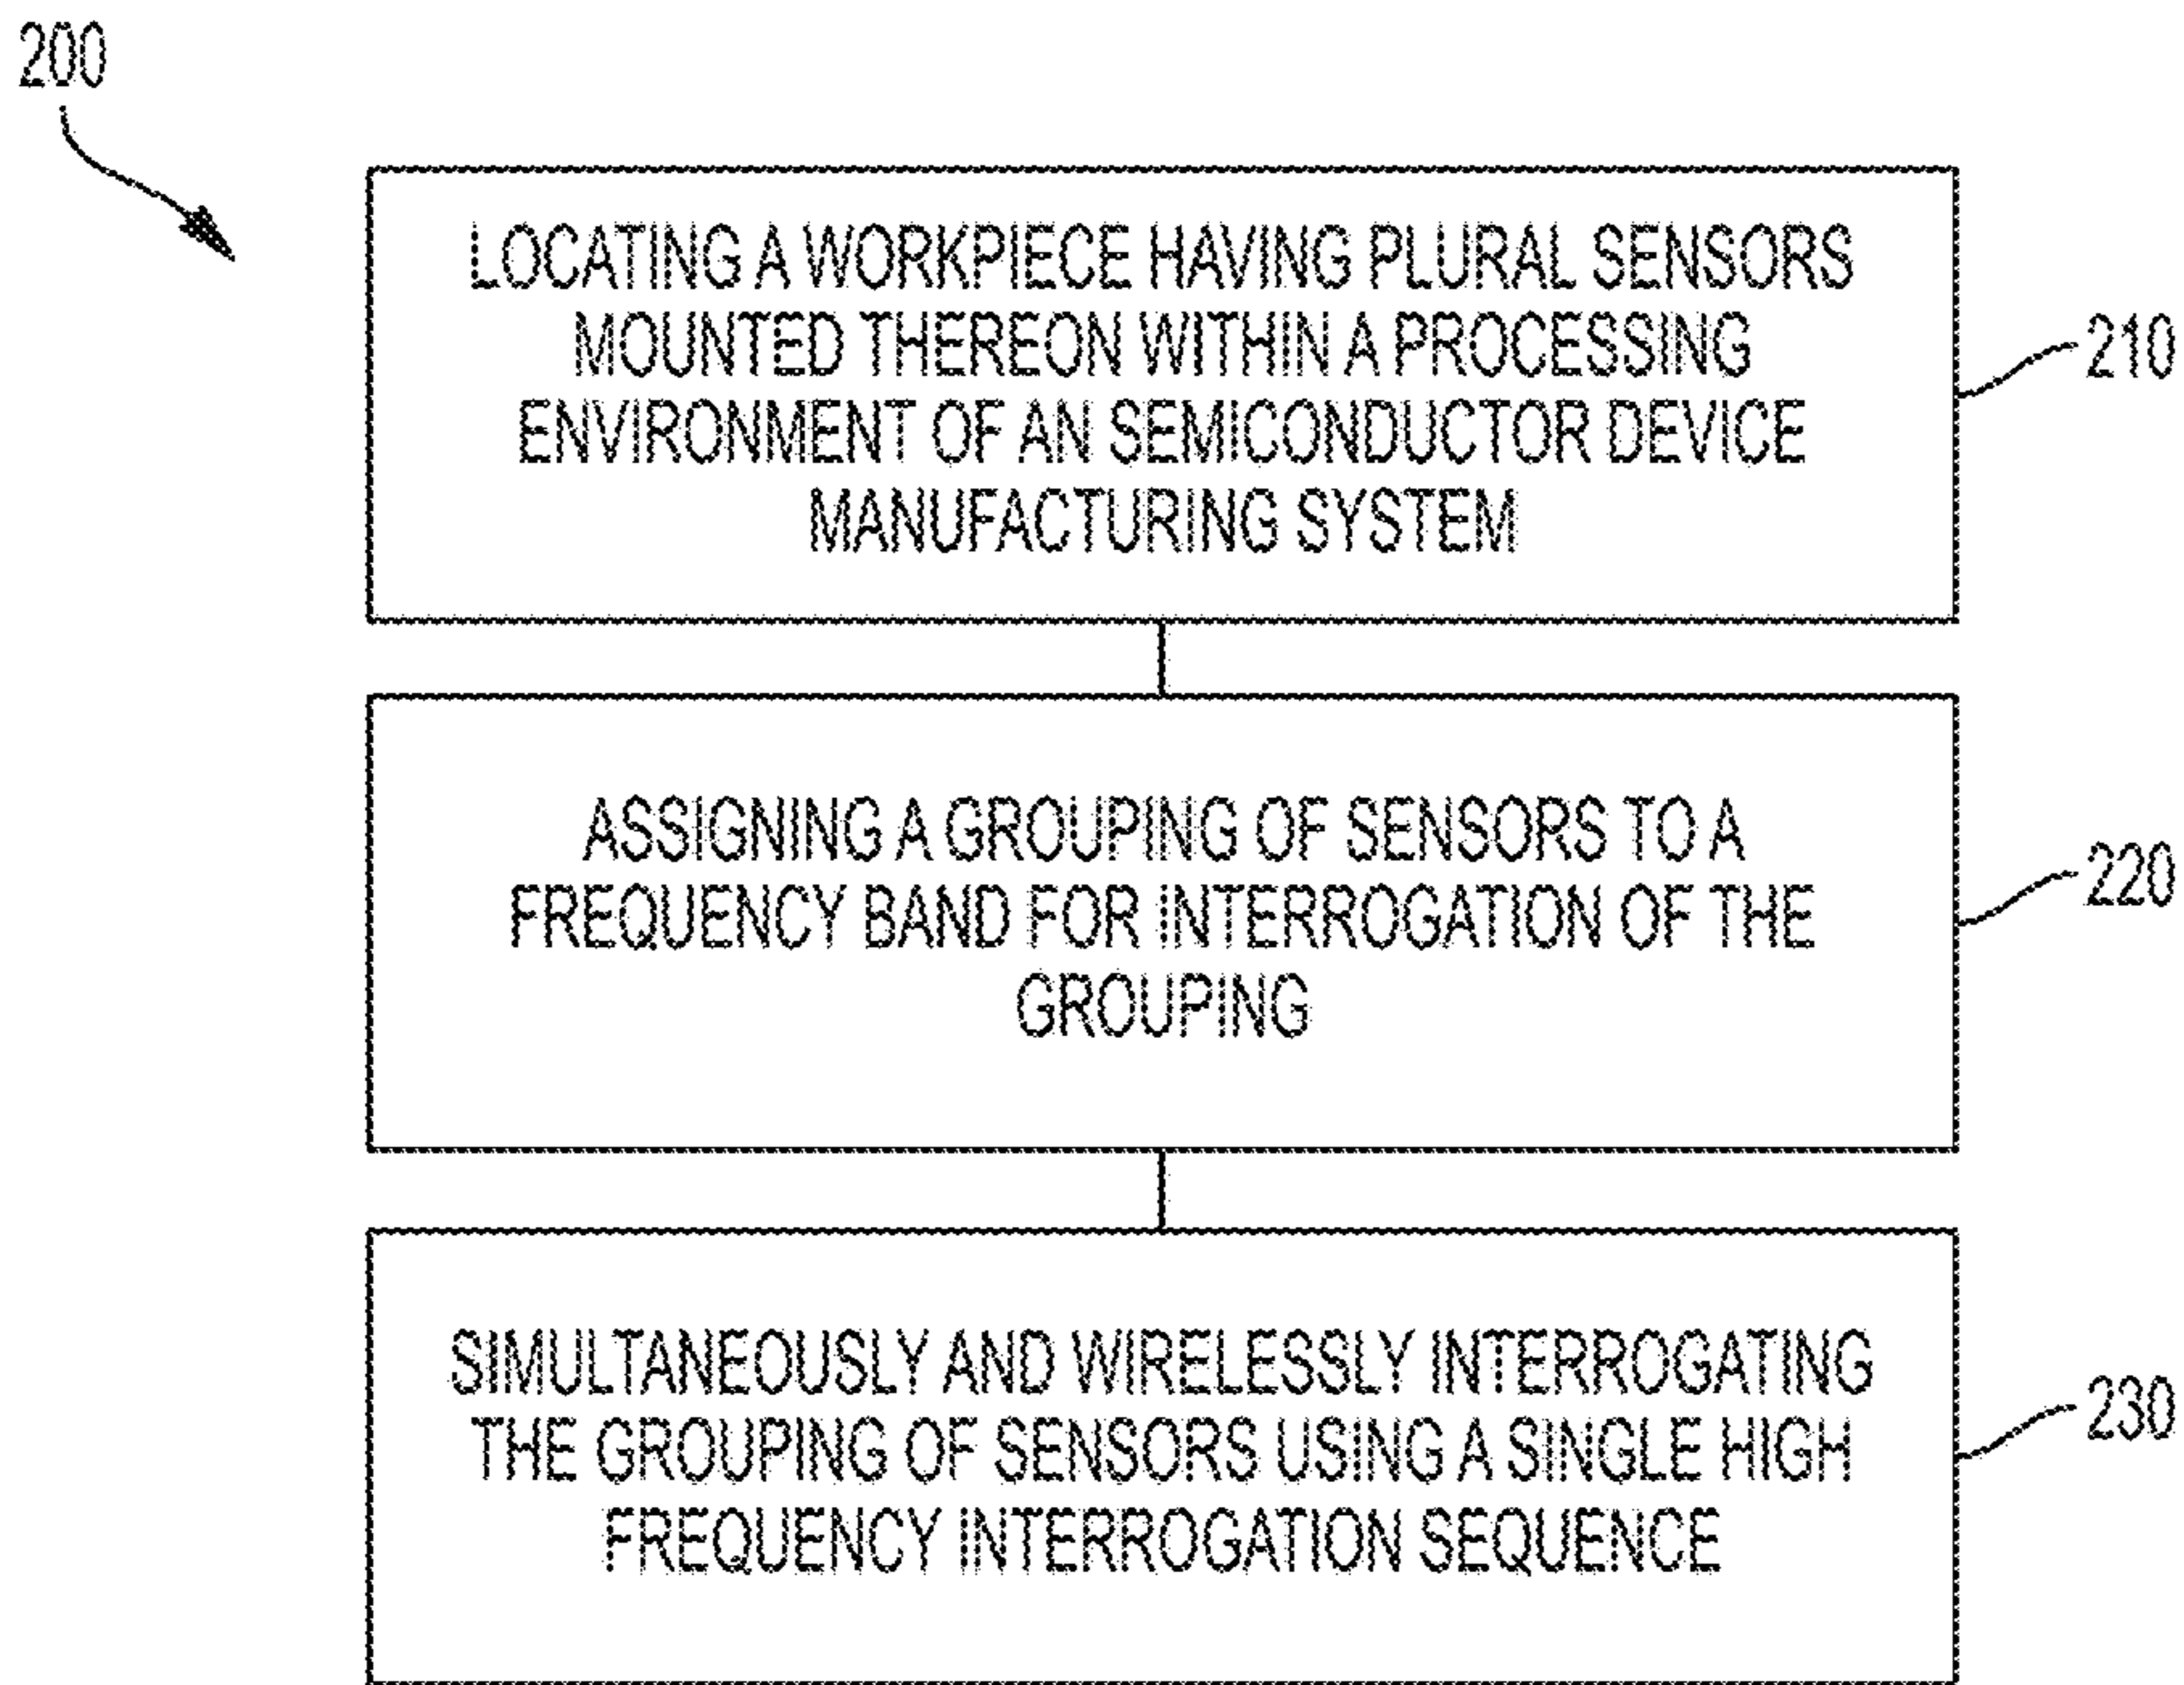 200
LOCATING A WORKPIECE HAVING PLURAL SENSORS
MOUNTED THEREON WITHIN A PROCESSING
ENVIRONMENT OF AN SEMICONDUCTOR DEVICE
MANUFACTURING SYSTEM
210
ASSIGNING A GROUPING OF SENSORS TO A
FREQUENCY BAND FOR INTERROGATION OF THE
GROUPING
220
SIMULTANEOUSLY AND WIRELESSLY INTERROGATING
THE GROUPING OF SENSORS USING A SINGLE HIGH
FREQUENCY INTERROGATION SEQUENCE
230